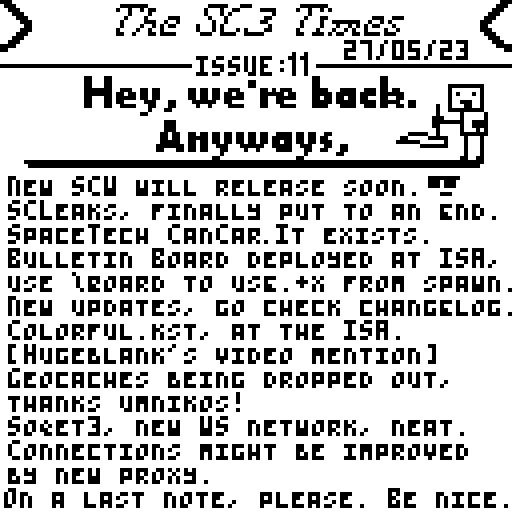 The SC3 Times
ISSUE:11
27/05/23
Hey, we're back.
Anyways,
New SCW will release soon.
SCLeaks, finally put to an end.
SpaceTech CanCar.It exists.
Bulletin Board deployed at ISA,
use \board to use.+X from spawn.
New updates, go check changelog.
Colorful.kst, at the ISA.
[Hugeblank's video mention]
Geocaches being dropped out,
thanks Umnikos!
Soqet3, new WS network, neat.
Connections might be improved
by new proxy.
On a last note, please. Be nice.